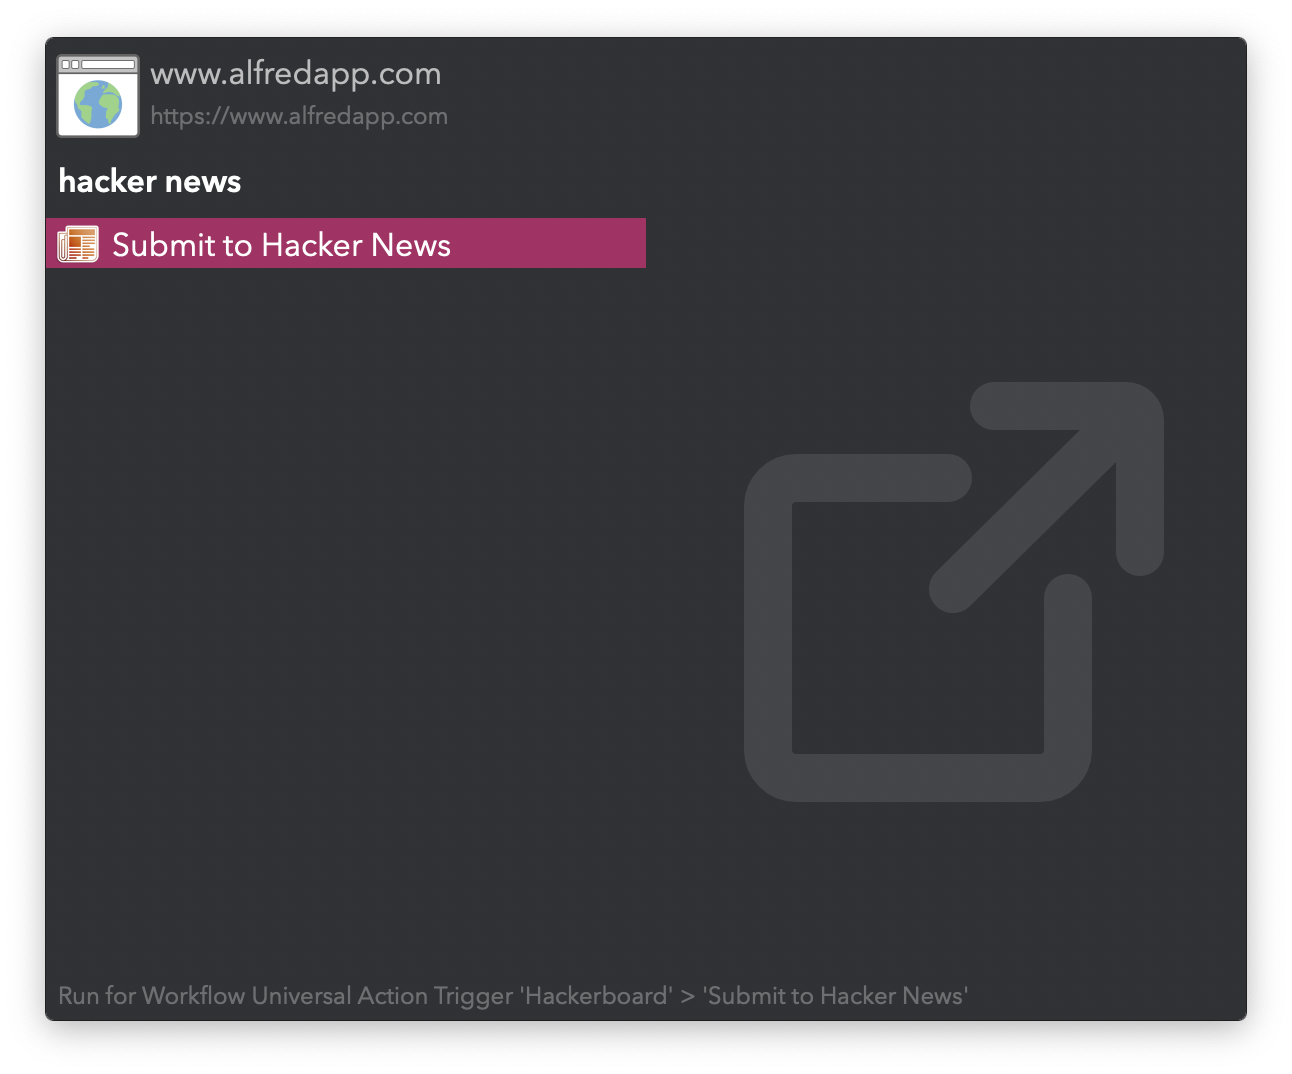 www.alfredapp.com
https://www.alfredapp.com
hacker news
Submit to Hacker News
Run for Workflow Universal Action Trigger 'Hackerboard' > 'Submit to Hacker News'